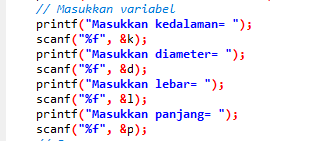 // Masukkan variabel
printf("Masukkan kedalaman= ");
scanf("%f", &k);
printf("Masukkan diameter= ");
scanf("%f", &d);
printf("Masukkan lebar= ");
scanf("%f", &l);
printf("Masukkan panjang= ");
scanf("%f", &p);